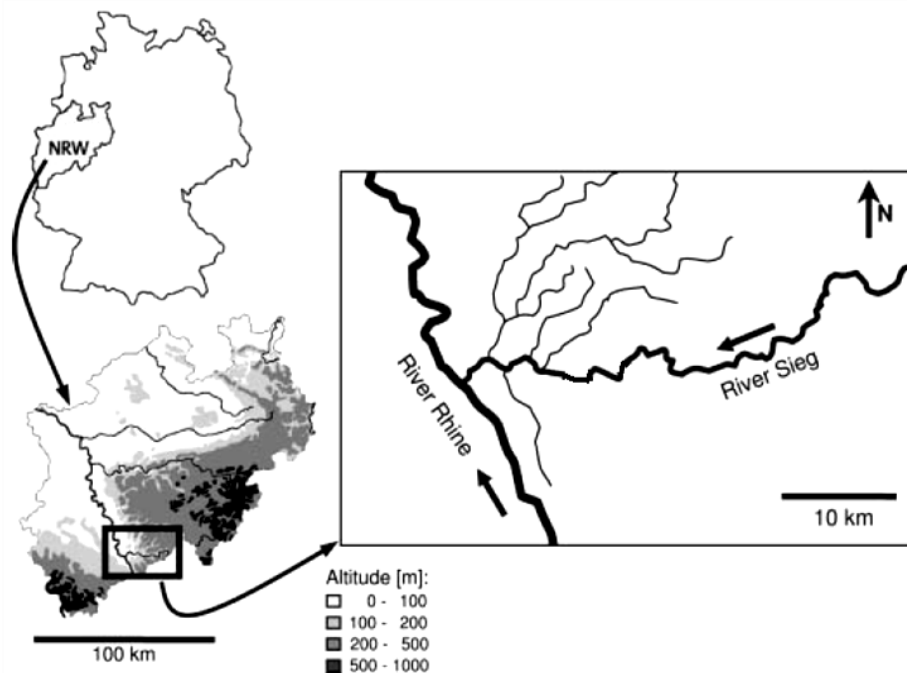 NRW
N
River Rhine
River Sieg
10 km
Altitude [m]:
0 - 100
100 - 200
200 - 500
500 - 1000
100 km